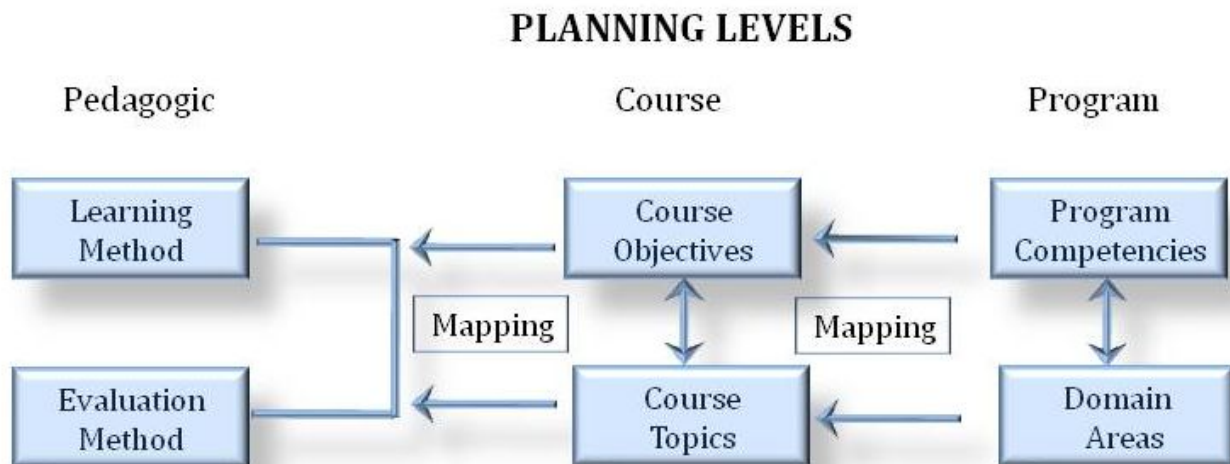 PLANNING LEVELS
Pedagogic
Course
Program
Learning
Method
Course
Objectives
Program
Competencies
Mapping
Mapping
Evaluation
Method
Course
Topics
Domain
Areas